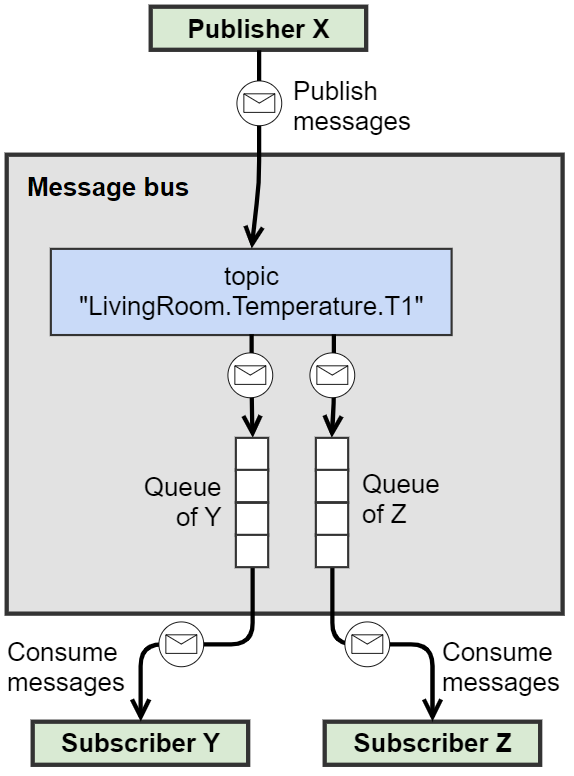 Publisher X
Publish
messages
Message bus
topic
"LivingRoom.Temperature.T1"
Queue
of Y
Queue
of Z
Consume
messages
Consume
messages
Subscriber Y
Subscriber Z